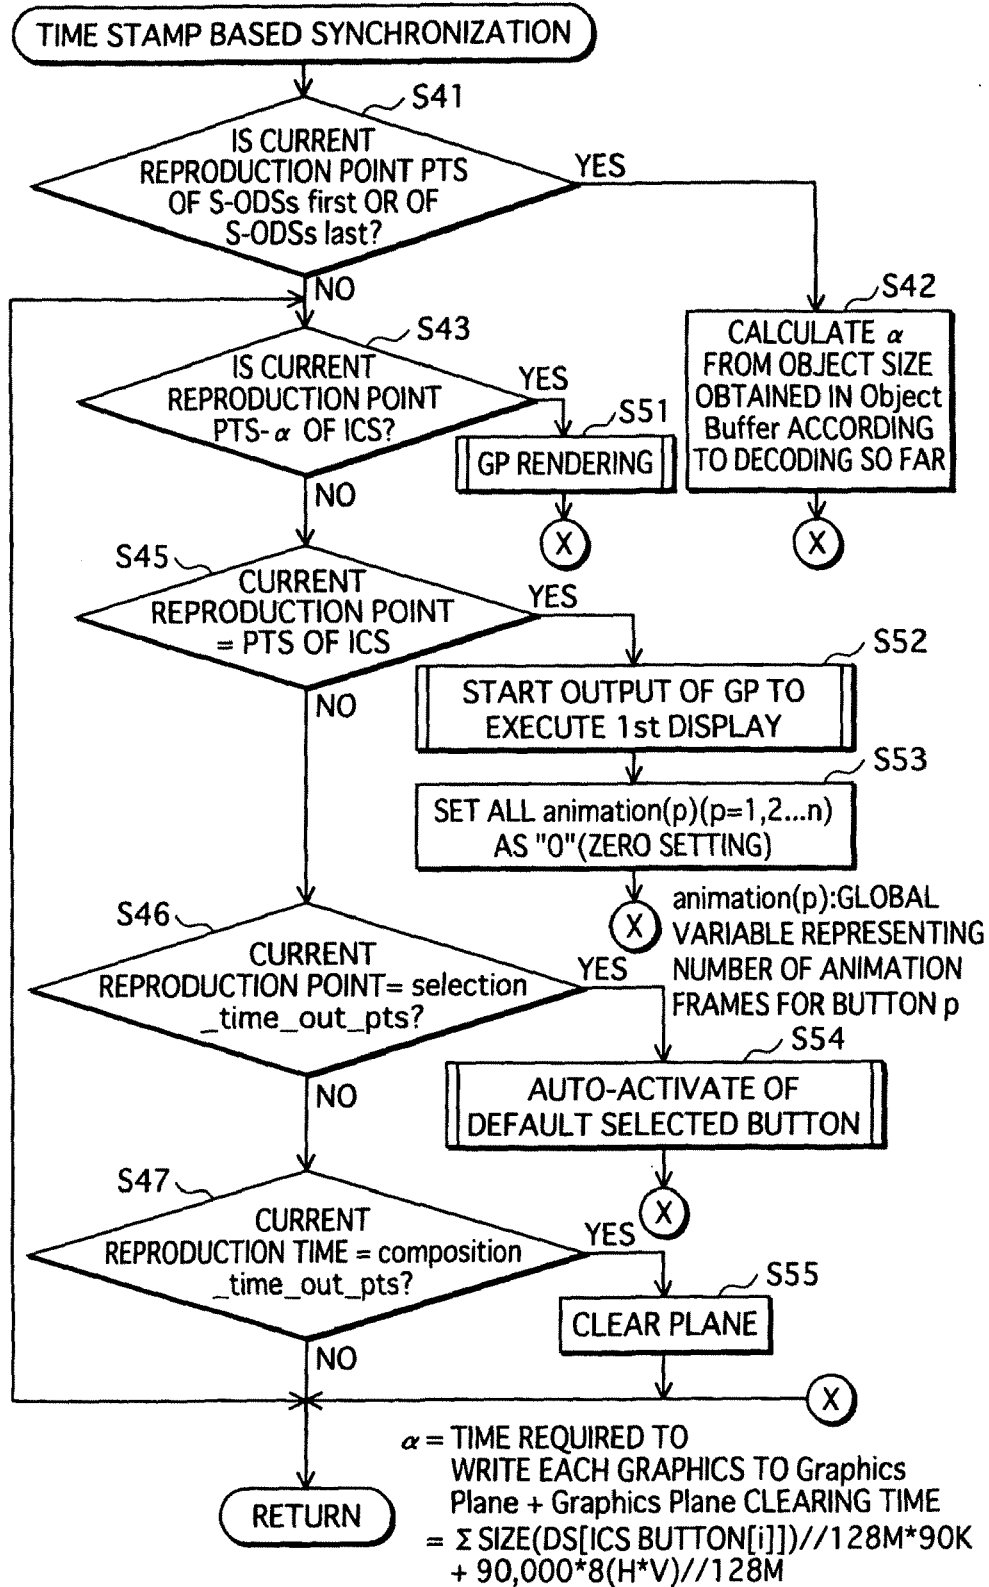 TIME STAMP BASED SYNCHRONIZATION
S41
IS CURRENT
REPRODUCTION POINT PTS
OF S-ODSs first OR OF
S-ODSs last?
YES
NO
S42
CALCULATE α
FROM OBJECT SIZE
OBTAINED IN Object
Buffer ACCORDING
TO DECODING SO FAR
X
S43
IS CURRENT
REPRODUCTION POINT
PTS-α OF ICS?
YES
NO
S51
GP RENDERING
X
S45
CURRENT
REPRODUCTION POINT
= PTS OF ICS
YES
NO
S52
START OUTPUT OF GP TO
EXECUTE 1st DISPLAY
S53
SET ALL animation(p)(p=1,2...n)
AS "0"(ZERO SETTING)
X
animation(p):GLOBAL
VARIABLE REPRESENTING
NUMBER OF ANIMATION
FRAMES FOR BUTTON p
S46
CURRENT
REPRODUCTION POINT= selection
_time_out_pts?
YES
NO
S54
AUTO-ACTIVATE OF
DEFAULT SELECTED BUTTON
X
S47
CURRENT
REPRODUCTION TIME = composition
_time_out_pts?
YES
NO
S55
CLEAR PLANE
X
RETURN
α = TIME REQUIRED TO
WRITE EACH GRAPHICS TO Graphics
Plane + Graphics Plane CLEARING TIME
= Σ SIZE(DS[ICS BUTTON[i]])//128M*90K
+ 90,000*8(H*V)//128M